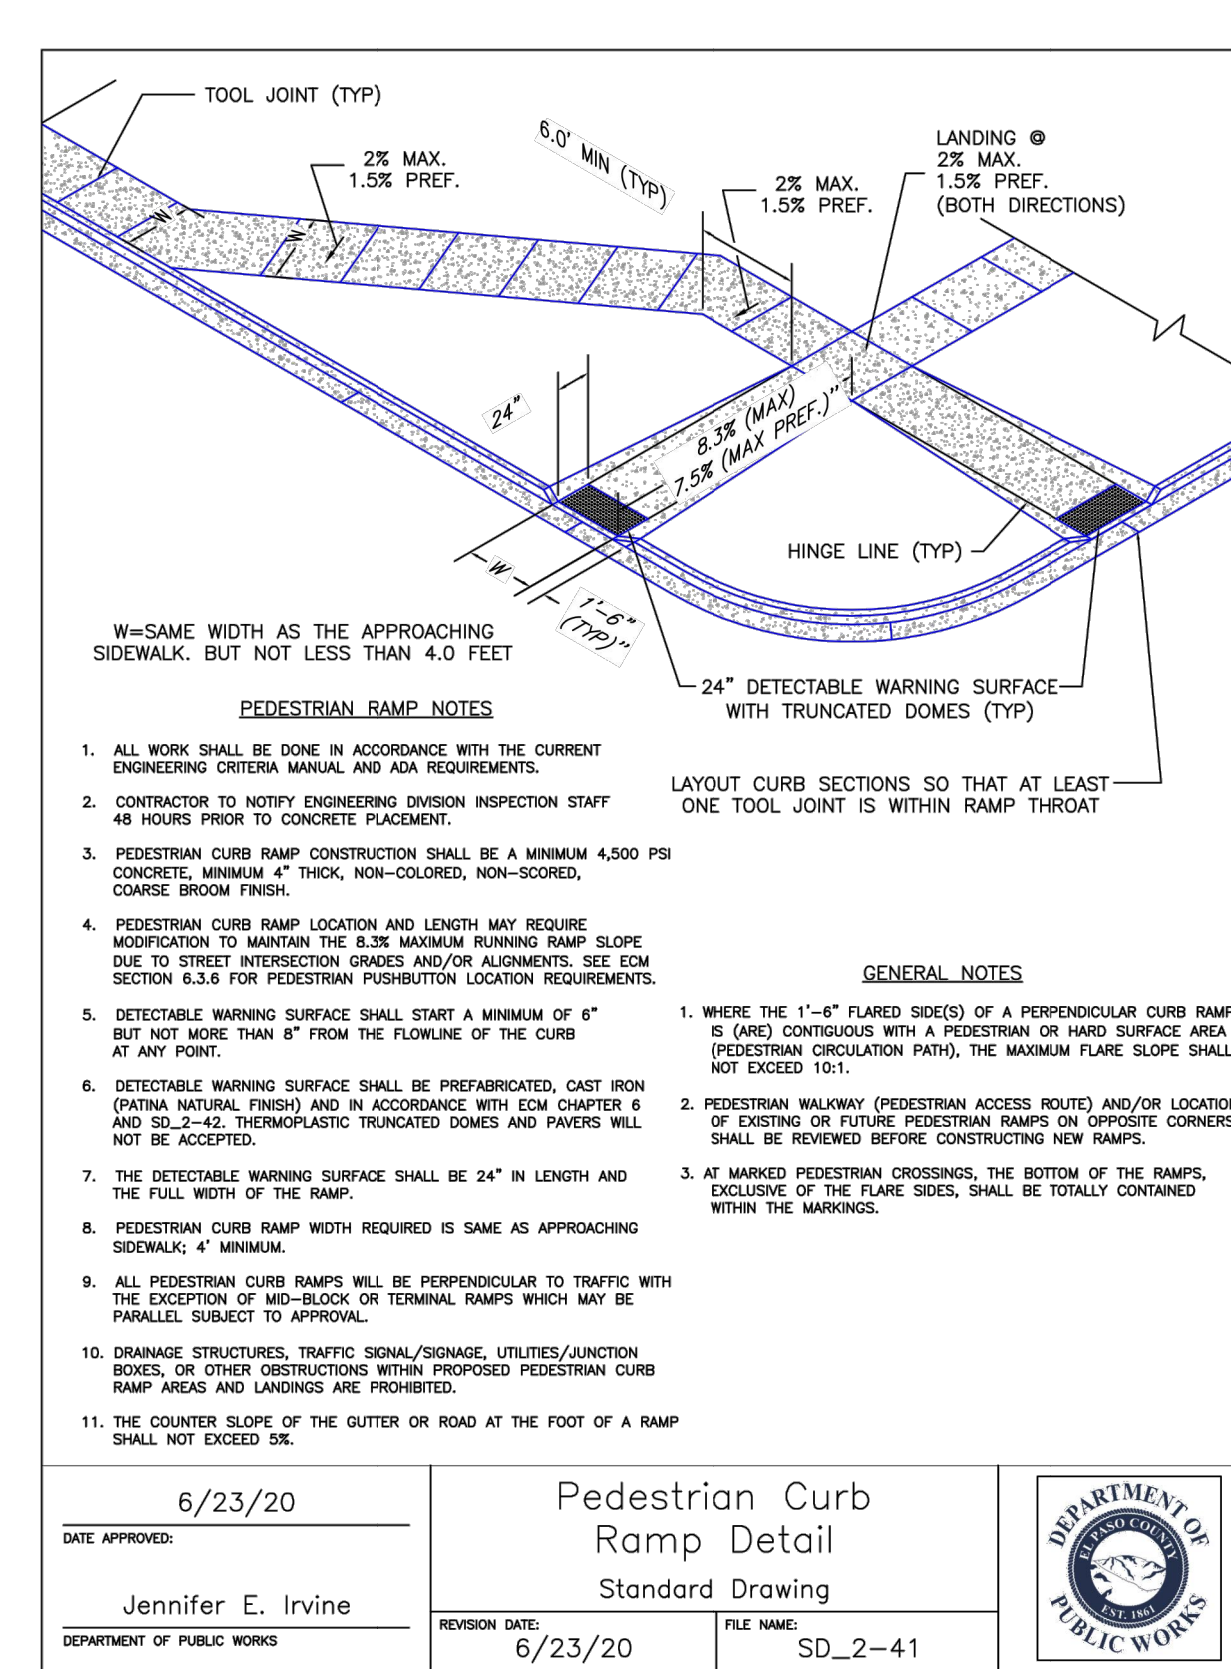 TOOL JOINT (TYP)
2% MAX.
1.5% PREF.
6.0' MIN (TYP)
2% MAX.
1.5% PREF.
LANDING @
2% MAX.
1.5% PREF.
(BOTH DIRECTIONS)
W
W
24"
8.3% (MAX)
7.5% (MAX PREF.)"
HINGE LINE (TYP)
W
1'-6"
(TYP)"
W=SAME WIDTH AS THE APPROACHING
SIDEWALK. BUT NOT LESS THAN 4.0 FEET
24" DETECTABLE WARNING SURFACE
WITH TRUNCATED DOMES (TYP)
LAYOUT CURB SECTIONS SO THAT AT LEAST
ONE TOOL JOINT IS WITHIN RAMP THROAT
PEDESTRIAN RAMP NOTES
1. ALL WORK SHALL BE DONE IN ACCORDANCE WITH THE CURRENT
ENGINEERING CRITERIA MANUAL AND ADA REQUIREMENTS.
2. CONTRACTOR TO NOTIFY ENGINEERING DIVISION INSPECTION STAFF
48 HOURS PRIOR TO CONCRETE PLACEMENT.
3. PEDESTRIAN CURB RAMP CONSTRUCTION SHALL BE A MINIMUM 4,500 PSI
CONCRETE, MINIMUM 4" THICK, NON-COLORED, NON-SCORED,
COARSE BROOM FINISH.
4. PEDESTRIAN CURB RAMP LOCATION AND LENGTH MAY REQUIRE
MODIFICATION TO MAINTAIN THE 8.3% MAXIMUM RUNNING RAMP SLOPE
DUE TO STREET INTERSECTION GRADES AND/OR ALIGNMENTS. SEE ECM
SECTION 6.3.6 FOR PEDESTRIAN PUSHBUTTON LOCATION REQUIREMENTS.
5. DETECTABLE WARNING SURFACE SHALL START A MINIMUM OF 6"
BUT NOT MORE THAN 8" FROM THE FLOWLINE OF THE CURB
AT ANY POINT.
6. DETECTABLE WARNING SURFACE SHALL BE PREFABRICATED, CAST IRON
(PATINA NATURAL FINISH) AND IN ACCORDANCE WITH ECM CHAPTER 6
AND SD_2-42. THERMOPLASTIC TRUNCATED DOMES AND PAVERS WILL
NOT BE ACCEPTED.
7. THE DETECTABLE WARNING SURFACE SHALL BE 24" IN LENGTH AND
THE FULL WIDTH OF THE RAMP.
8. PEDESTRIAN CURB RAMP WIDTH REQUIRED IS SAME AS APPROACHING
SIDEWALK; 4' MINIMUM.
9. ALL PEDESTRIAN CURB RAMPS WILL BE PERPENDICULAR TO TRAFFIC WITH
THE EXCEPTION OF MID-BLOCK OR TERMINAL RAMPS WHICH MAY BE
PARALLEL SUBJECT TO APPROVAL.
10. DRAINAGE STRUCTURES, TRAFFIC SIGNAL/SIGNAGE, UTILITIES/JUNCTION
BOXES, OR OTHER OBSTRUCTIONS WITHIN PROPOSED PEDESTRIAN CURB
RAMP AREAS AND LANDINGS ARE PROHIBITED.
11. THE COUNTER SLOPE OF THE GUTTER OR ROAD AT THE FOOT OF A RAMP
SHALL NOT EXCEED 5%.
GENERAL NOTES
1. WHERE THE 1'-6" FLARED SIDE(S) OF A PERPENDICULAR CURB RAMP
IS (ARE) CONTIGUOUS WITH A PEDESTRIAN OR HARD SURFACE AREA
(PEDESTRIAN CIRCULATION PATH), THE MAXIMUM FLARE SLOPE SHALL
NOT EXCEED 10:1.
2. PEDESTRIAN WALKWAY (PEDESTRIAN ACCESS ROUTE) AND/OR LOCATION
OF EXISTING OR FUTURE PEDESTRIAN RAMPS ON OPPOSITE CORNERS
SHALL BE REVIEWED BEFORE CONSTRUCTING NEW RAMPS.
3. AT MARKED PEDESTRIAN CROSSINGS, THE BOTTOM OF THE RAMPS,
EXCLUSIVE OF THE FLARE SIDES, SHALL BE TOTALLY CONTAINED
WITHIN THE MARKINGS.
6/23/20
DATE APPROVED:
Jennifer E. Irvine
DEPARTMENT OF PUBLIC WORKS
Pedestrian Curb
Ramp Detail
Standard Drawing
REVISION DATE:
6/23/20
FILE NAME:
SD_2-41
DEPARTMENT OF
EL PASO COUNTY
EST. 1861
PUBLIC WORKS